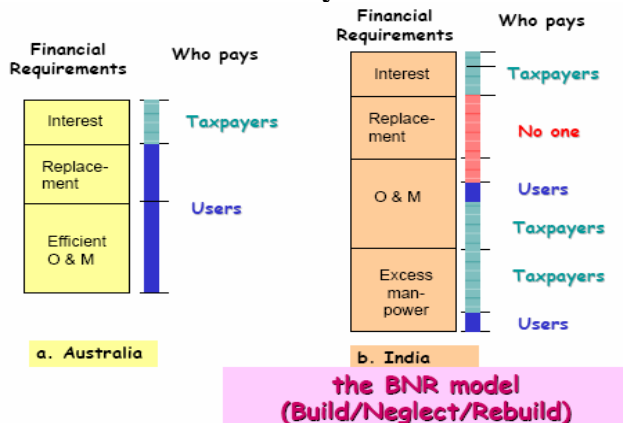 Financial
Requirements
Who pays
Interest
Taxpayers
Replace-
ment
Users
Efficient
O & M
a. Australia
Financial
Requirements
Who pays
Interest
Taxpayers
Replace-
ment
No one
O & M
Users
Taxpayers
Excess
man-
power
Taxpayers
Users
b. India
the BNR model
(Build/Neglect/Rebuild)